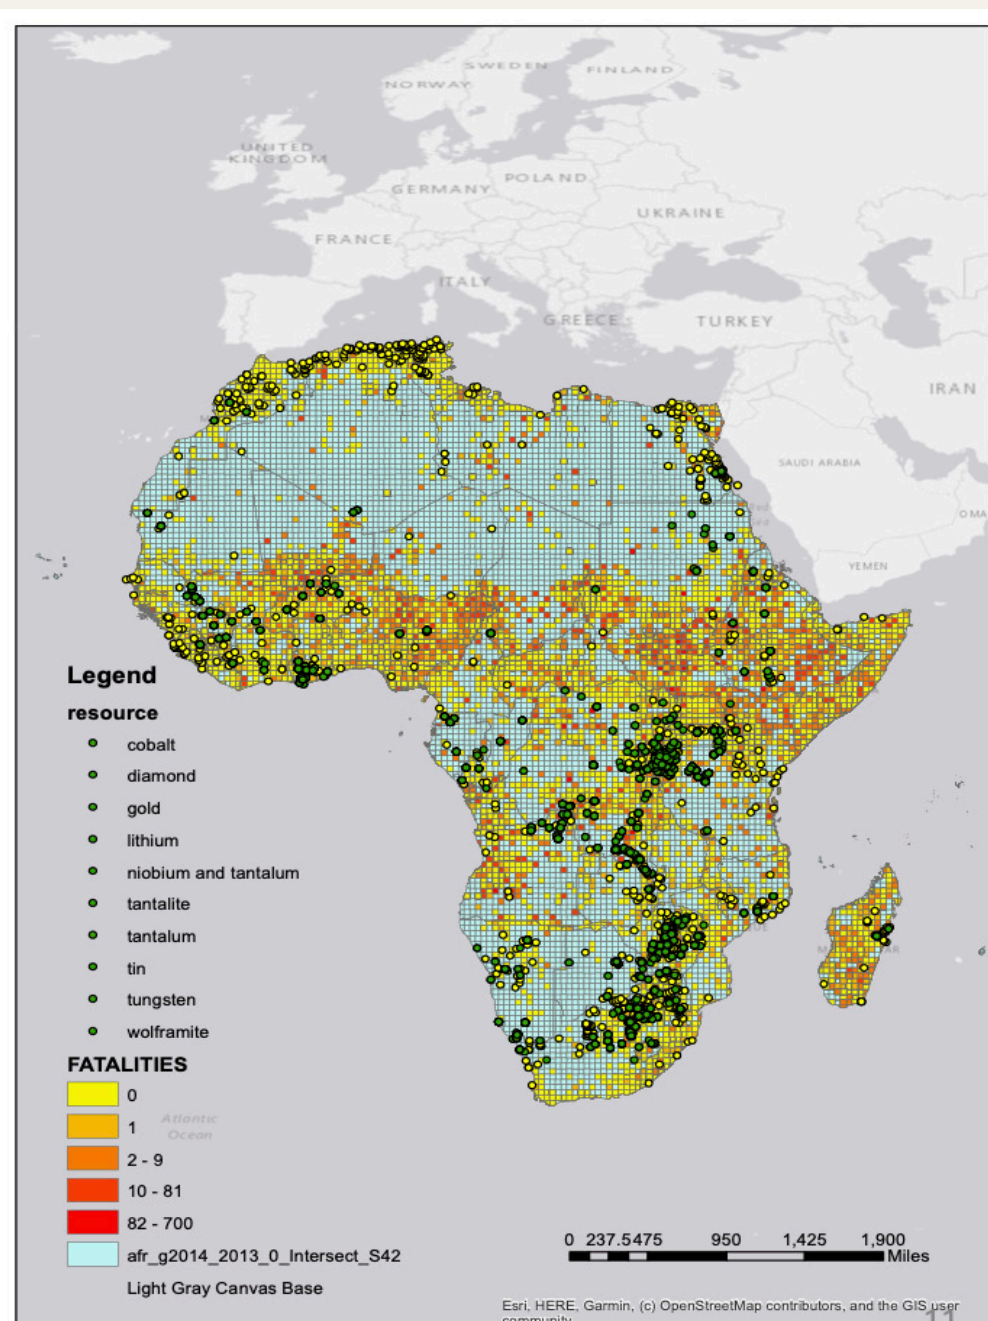 SWEDEN
FINLAND
NORWAY
UNITED
KINGDOM
POLAND
GERMANY
UKRAINE
FRANCE
ITALY
GREECE
TURKEY
IRAN
SAUDI ARABIA
OMA
YEMEN
Legend
resource
cobalt
diamond
gold
lithium
niobium and tantalum
tantalite
tantalum
tin
tungsten
wolframite
FATALITIES
0
1
2 - 9
10 - 81
82 - 700
afr_g2014_2013_0_Intersect_S42
Light Gray Canvas Base
Atlantic
Ocean
0 237.5475 950 1,425 1,900
Miles
Esri, HERE, Garmin, (c) OpenStreetMap contributors, and the GIS user
community
11